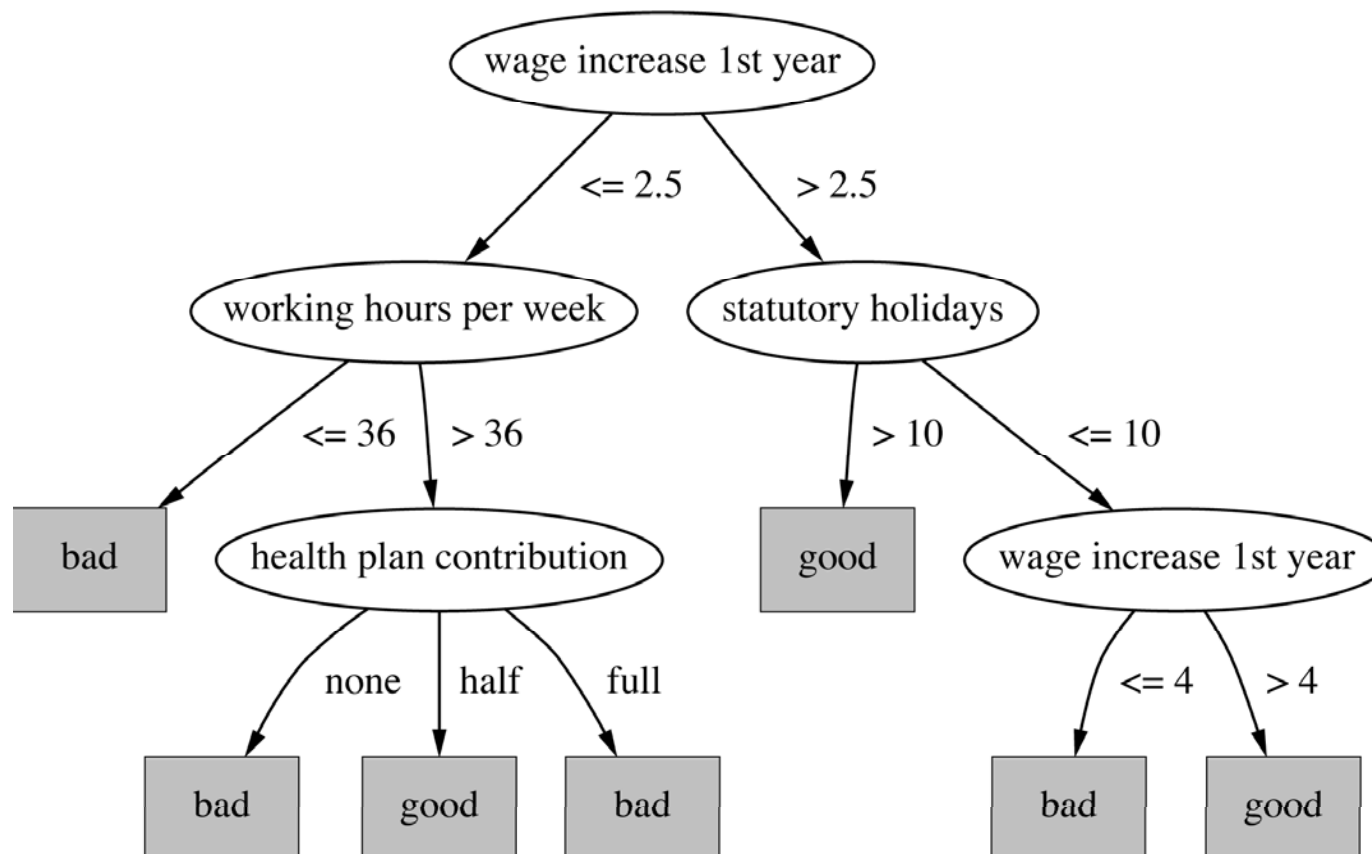 wage increase 1st year
<= 2.5
> 2.5
working hours per week
statutory holidays
<= 36
> 36
> 10
<= 10
bad
health plan contribution
good
wage increase 1st year
none
half
full
<= 4
> 4
bad
good
bad
bad
good